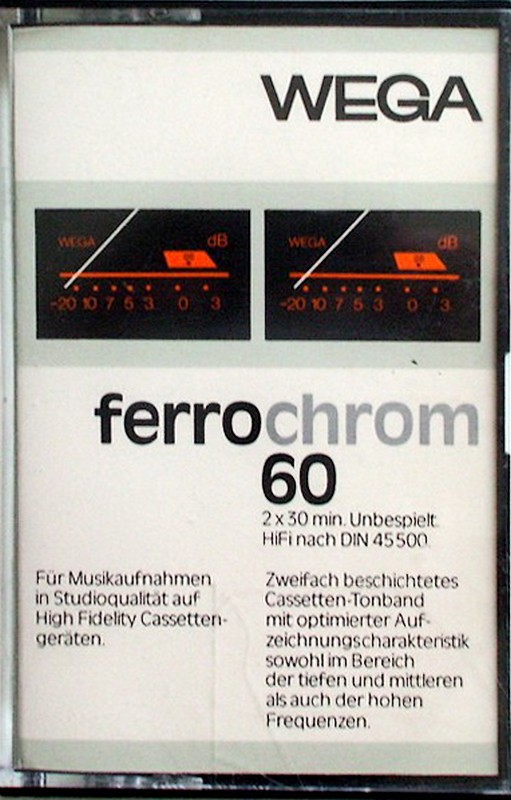 WEGA
WEGA dB
-20 10 7 5 3 0 3
WEGA dB
-20 10 7 5 3 0 3
ferrochrom
60
2 x 30 min. Unbespielt.
HiFi nach DIN 45 500.
Für Musikaufnahmen
in Studioqualität auf
High Fidelity Cassetten-
geräten.
Zweifach beschichtetes
Cassetten-Tonband
mit optimierter Auf-
zeichnungscharakteristik
sowohl im Bereich
der tiefen und mittleren
als auch der hohen
Frequenzen.